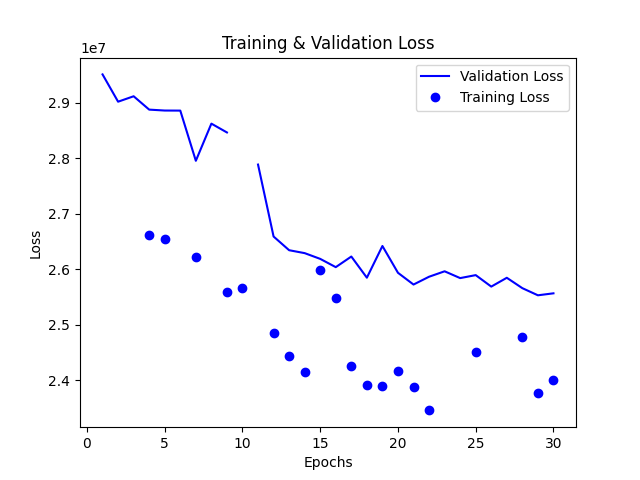 Training & Validation Loss
1e7
Validation Loss
Training Loss
2.9
2.8
2.7
2.6
2.5
2.4
Loss
0 5 10 15 20 25 30
Epochs